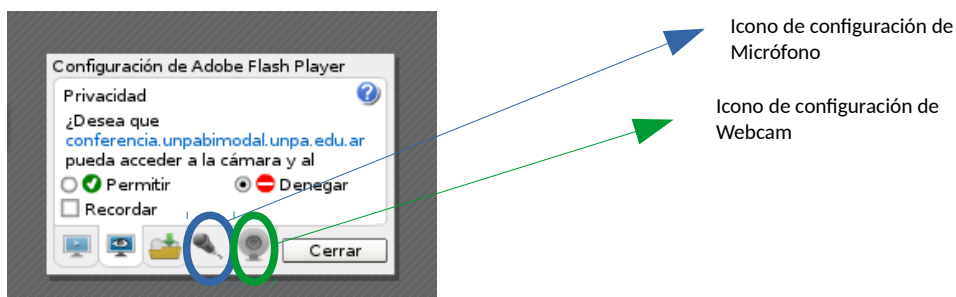 Configuración de Adobe Flash Player
Privacidad
?
¿Desea que
conferencia.unpabimodal.unpa.edu.ar
pueda acceder a la cámara y al
Permitir
Denegar
Recordar
Cerrar
Icono de configuración de
Micrófono
Icono de configuración de
Webcam